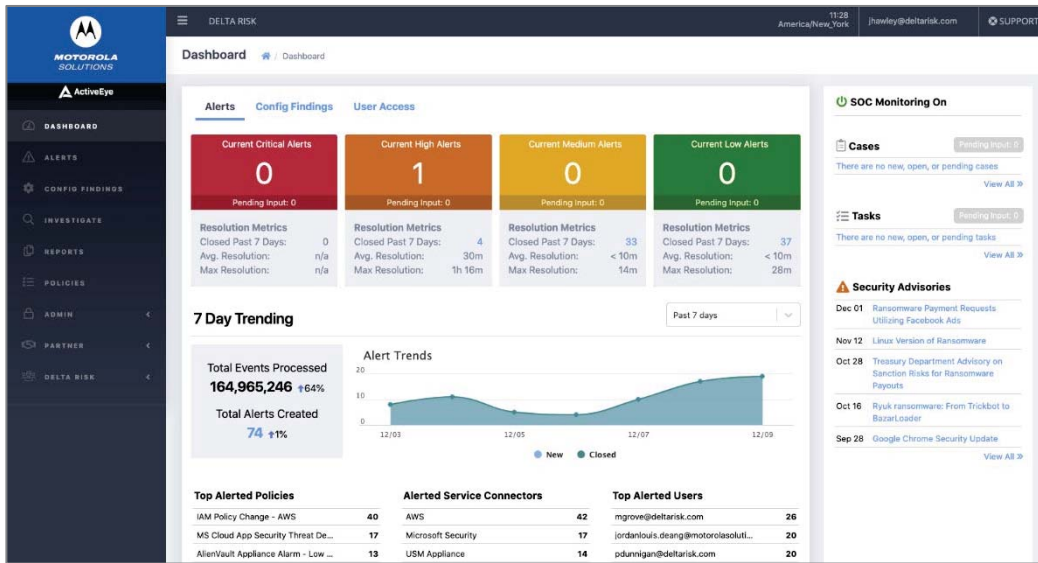 MOTOROLA
SOLUTIONS
ActiveEye
DASHBOARD
ALERTS
CONFIG FINDINGS
INVESTIGATE
REPORTS
POLICIES
ADMIN
PARTNER
DELTA RISK
DELTA RISK
11:28
America/New_York
jhawley@deltarisk.com
SUPPORT
Dashboard / Dashboard
Alerts Config Findings User Access
Current Critical Alerts
0
Pending Input: 0
Resolution Metrics
Closed Past 7 Days: 0
Avg. Resolution: n/a
Max Resolution: n/a
Current High Alerts
1
Pending Input: 0
Resolution Metrics
Closed Past 7 Days: 4
Avg. Resolution: 30m
Max Resolution: 1h 16m
Current Medium Alerts
0
Pending Input: 0
Resolution Metrics
Closed Past 7 Days: 33
Avg. Resolution: < 10m
Max Resolution: 14m
Current Low Alerts
0
Pending Input: 0
Resolution Metrics
Closed Past 7 Days: 37
Avg. Resolution: < 10m
Max Resolution: 28m
7 Day Trending
Past 7 days
Total Events Processed
164,965,246 ↑64%
Total Alerts Created
74 ↑1%
Alert Trends
20
10
0
12/03 12/05 12/07 12/09
New Closed
Top Alerted Policies
IAM Policy Change - AWS 40
MS Cloud App Security Threat De... 17
AlienVault Appliance Alarm - Low ... 13
Alerted Service Connectors
AWS 42
Microsoft Security 17
USM Appliance 14
Top Alerted Users
mgrove@deltarisk.com 26
jordanlouis.deang@motorolasoluti... 20
pdunnigan@deltarisk.com 20
SOC Monitoring On
Cases Pending Input: 0
There are no new, open, or pending cases
View All »
Tasks Pending Input: 0
There are no new, open, or pending tasks
View All »
Security Advisories
Dec 01 Ransomware Payment Requests
Utilizing Facebook Ads
Nov 12 Linux Version of Ransomware
Oct 28 Treasury Department Advisory on
Sanction Risks for Ransomware
Payouts
Oct 16 Ryuk ransomware: From Trickbot to
BazarLoader
Sep 28 Google Chrome Security Update
View All »